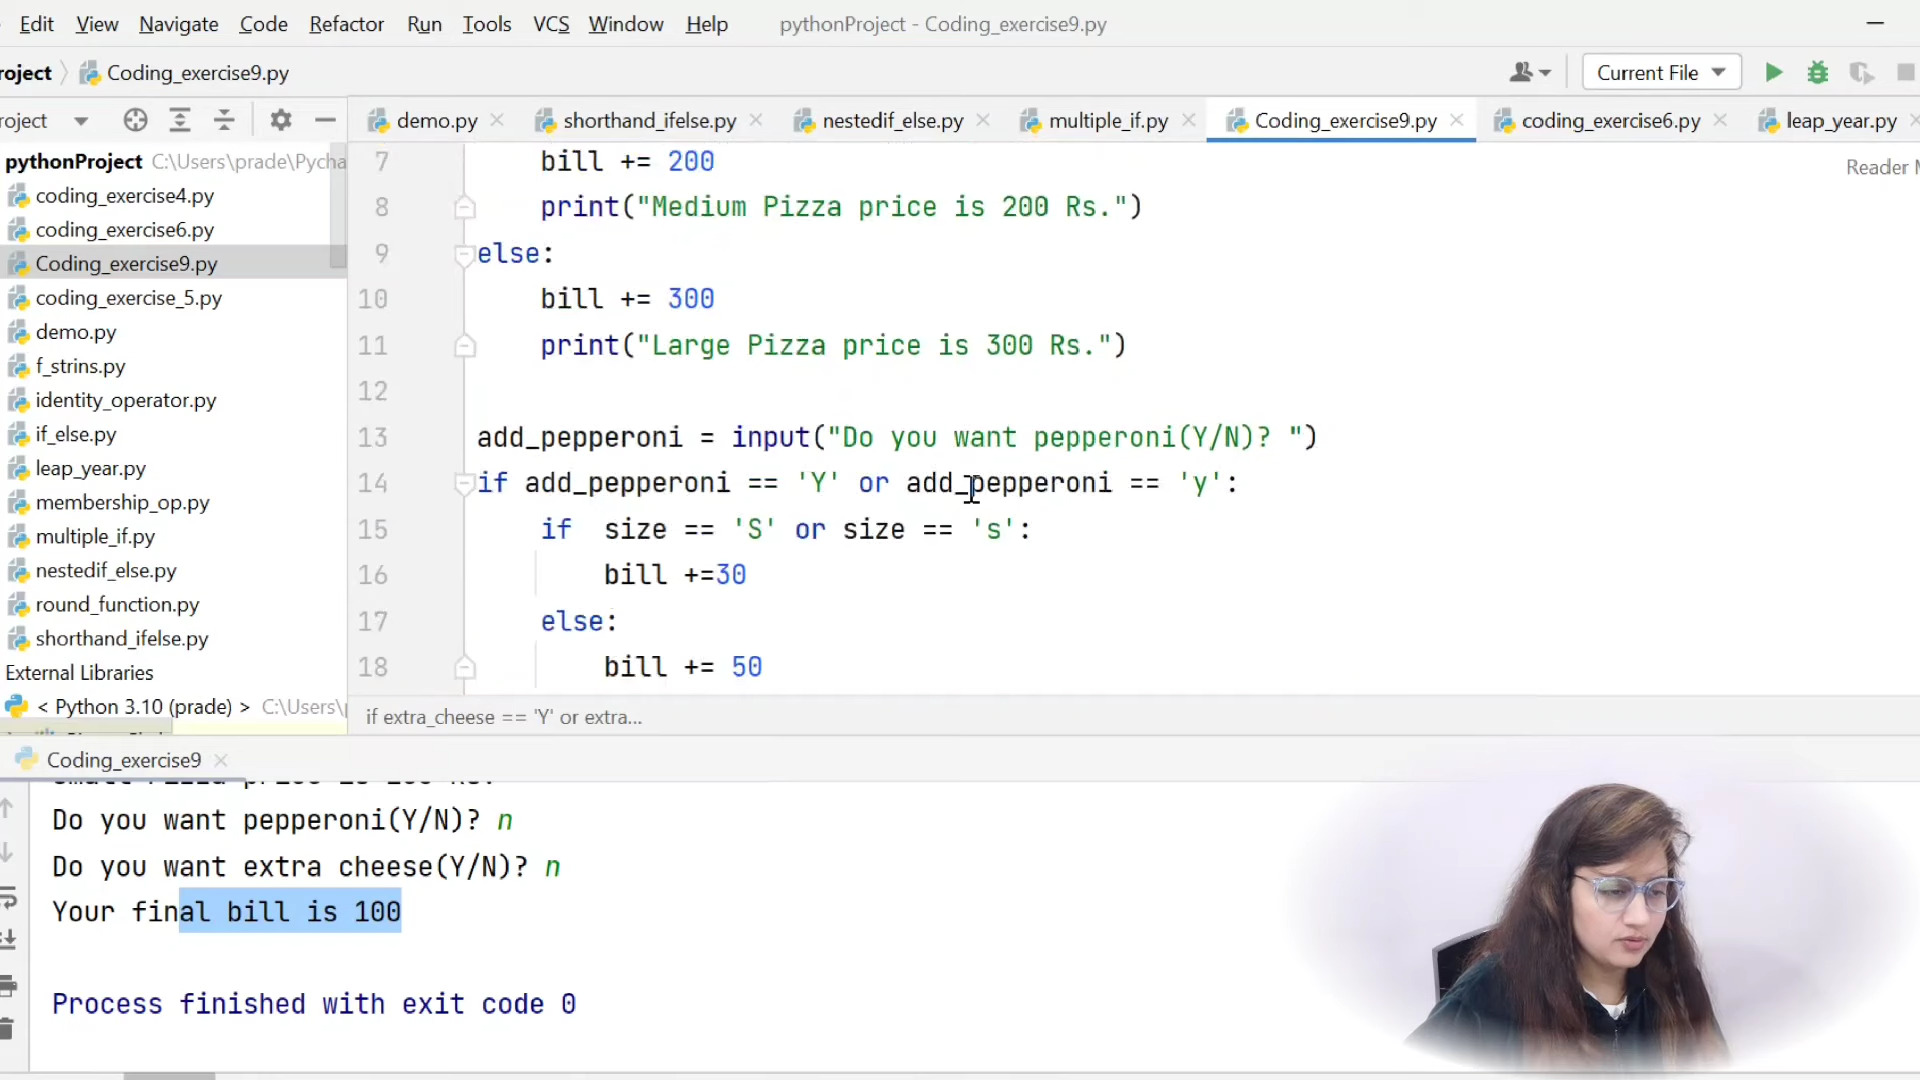 Edit View Navigate Code Refactor Run Tools VCS Window Help pythonProject - Coding_exercise9.py
roject Coding_exercise9.py Current File
roject demo.py shorthand_ifelse.py nestedif_else.py multiple_if.py Coding_exercise9.py coding_exercise6.py leap_year.py
pythonProject C:\Users\prade\Pycha
coding_exercise4.py
coding_exercise6.py
Coding_exercise9.py
coding_exercise_5.py
demo.py
f_strins.py
identity_operator.py
if_else.py
leap_year.py
membership_op.py
multiple_if.py
nestedif_else.py
round_function.py
shorthand_ifelse.py
External Libraries
< Python 3.10 (prade) > C:\Users\
Reader
7 bill += 200
8 print("Medium Pizza price is 200 Rs.")
9 else:
10 bill += 300
11 print("Large Pizza price is 300 Rs.")
12
13 add_pepperoni = input("Do you want pepperoni(Y/N)? ")
14 if add_pepperoni == 'Y' or add_pepperoni == 'y':
15 if size == 'S' or size == 's':
16 bill +=30
17 else:
18 bill += 50
if extra_cheese == 'Y' or extra...
Coding_exercise9
Do you want pepperoni(Y/N)? n
Do you want extra cheese(Y/N)? n
Your final bill is 100
Process finished with exit code 0